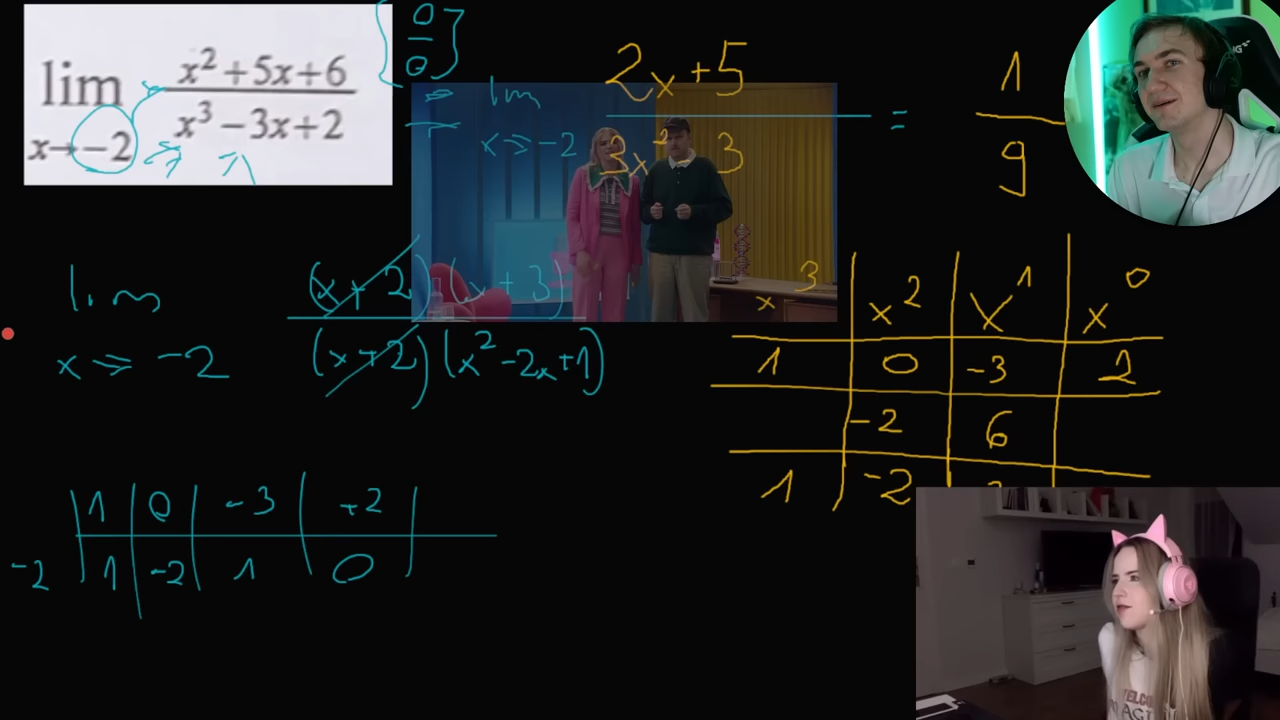 lim x→-2 x²+5x+6 / x³-3x+2
{0/0}
= lim x→-2 2x+5 / 3x² 3 = 1/9
lim x→-2 (x+2)(x+3) / (x+2)(x²-2x+1)
x³ x² x¹ x⁰
1 0 -3 2
-2 6
1 -2
1 0 -3 +2
-2 1 -2 1 0